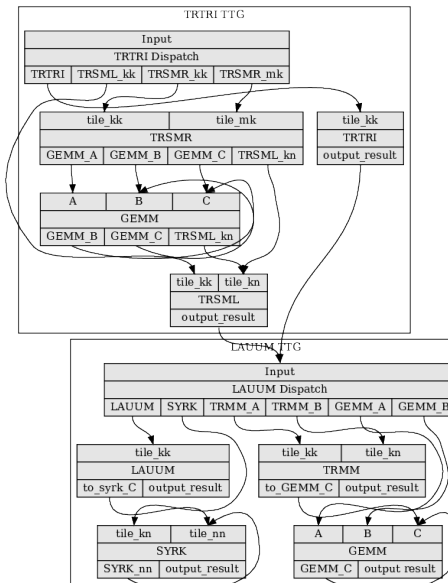 TRTRI TTG
Input
TRTRI Dispatch
TRTRI TRSML_kk TRSMR_kk TRSMR_mk
tile_kk tile_mk
TRSMR
GEMM_A GEMM_B GEMM_C TRSML_kn
tile_kk
TRTRI
output_result
A B C
GEMM
GEMM_B GEMM_C TRSML_kn
tile_kk tile_kn
TRSML
output_result
LAUUM TTG
Input
LAUUM Dispatch
LAUUM SYRK TRMM_A TRMM_B GEMM_A GEMM_B
tile_kk
LAUUM
to_syrk_C output_result
tile_kk tile_kn
TRMM
to_GEMM_C output_result
tile_kn tile_nn
SYRK
SYRK_nn output_result
A B C
GEMM
GEMM_C output_result